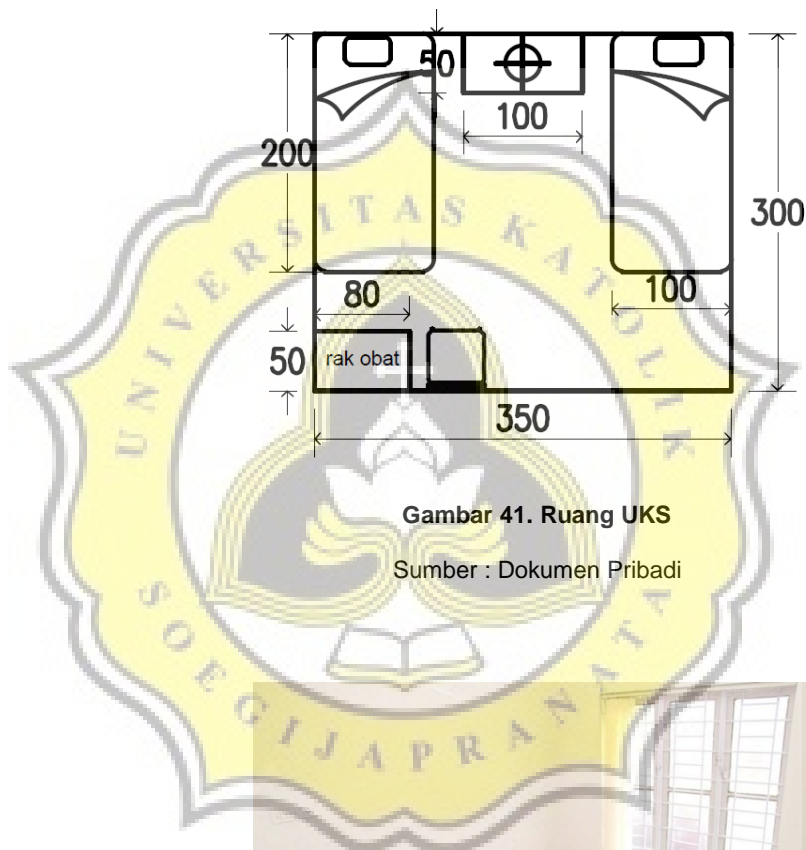 50
100
200
300
80
100
50
rak obat
350
Gambar 41. Ruang UKS
Sumber : Dokumen Pribadi
UNIVERSITAS KATOLIK
SOEGIJAPRANATA